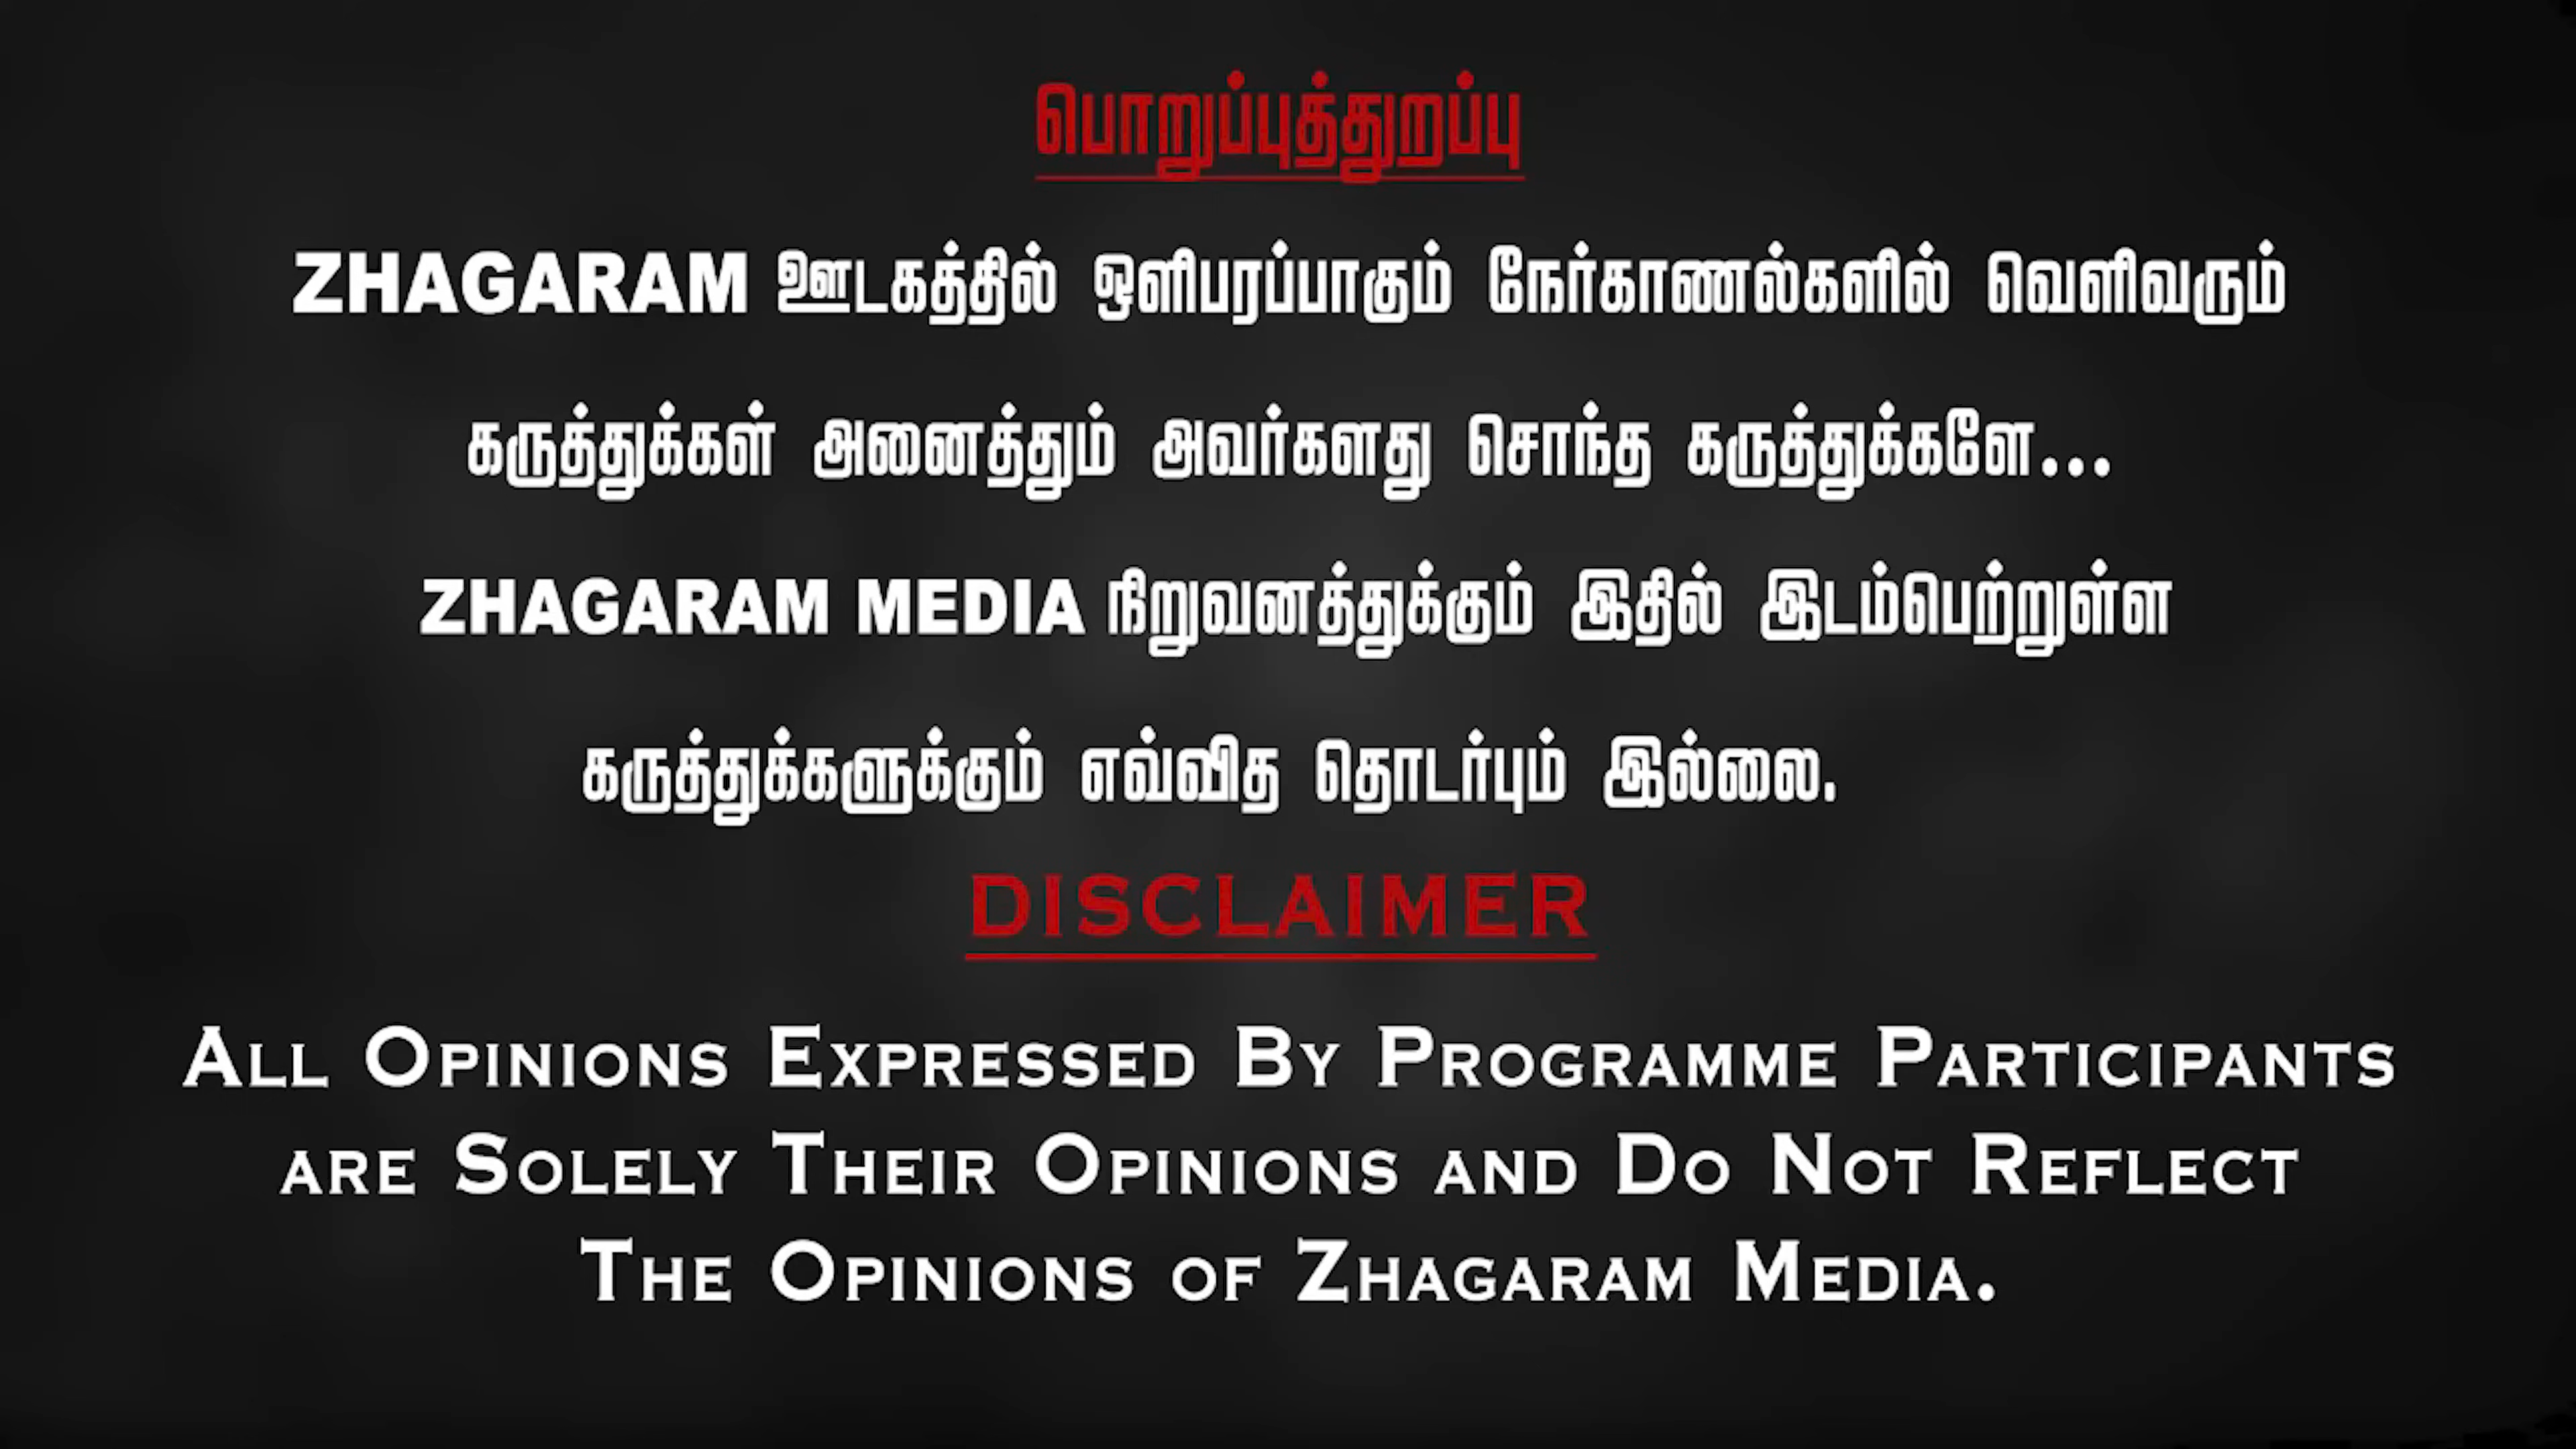 பொறுப்புத்துறப்பு
ZHAGARAM ஊடகத்தில் ஒளிபரப்பாகும் நேர்காணல்களில் வெளிவரும்
கருத்துக்கள் அனைத்தும் அவர்களது சொந்த கருத்துக்களே...
ZHAGARAM MEDIA நிறுவனத்துக்கும் இதில் இடம்பெற்றுள்ள
கருத்துக்களுக்கும் எவ்வித தொடர்பும் இல்லை.
DISCLAIMER
ALL OPINIONS EXPRESSED BY PROGRAMME PARTICIPANTS
ARE SOLELY THEIR OPINIONS AND DO NOT REFLECT
THE OPINIONS OF ZHAGARAM MEDIA.